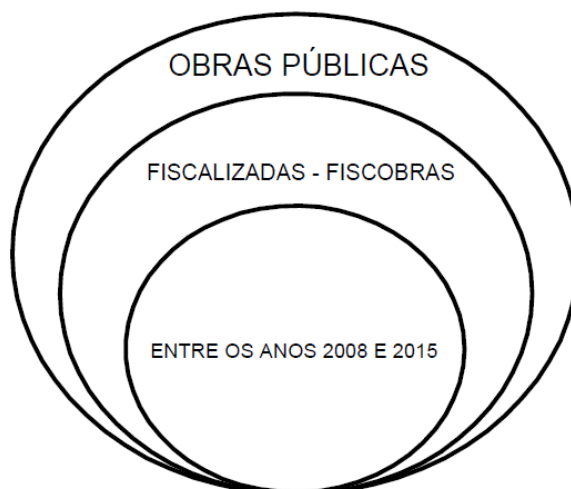 OBRAS PÚBLICAS
FISCALIZADAS - FISCOBRAS
ENTRE OS ANOS 2008 E 2015